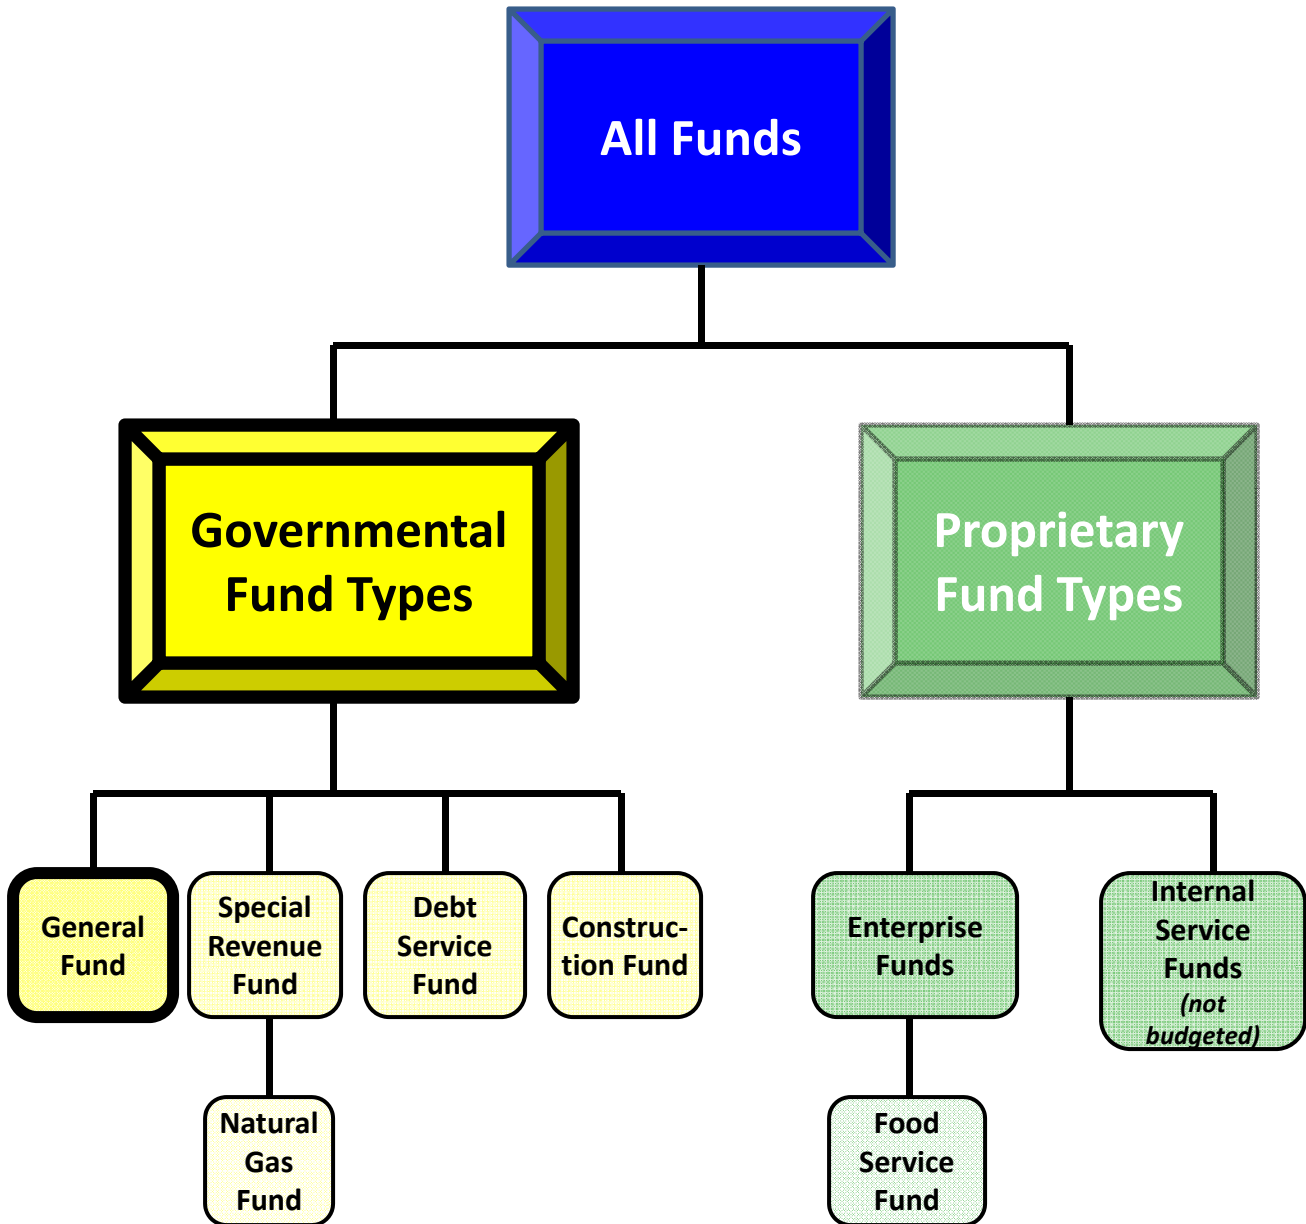 All Funds
Governmental
Fund Types
Proprietary
Fund Types
General
Fund
Special
Revenue
Fund
Debt
Service
Fund
Construc-
tion Fund
Enterprise
Funds
Internal
Service
Funds
(not
budgeted)
Natural
Gas
Fund
Food
Service
Fund